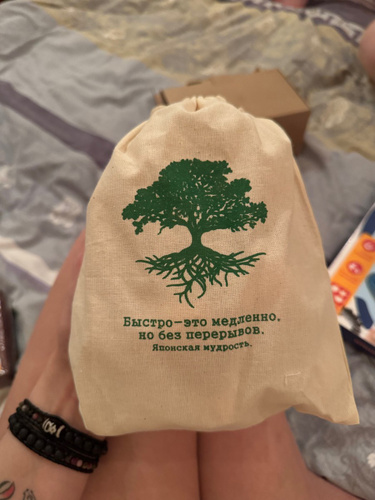 Быстро—это медленно,
но без перерывов.
Японская мудрость.